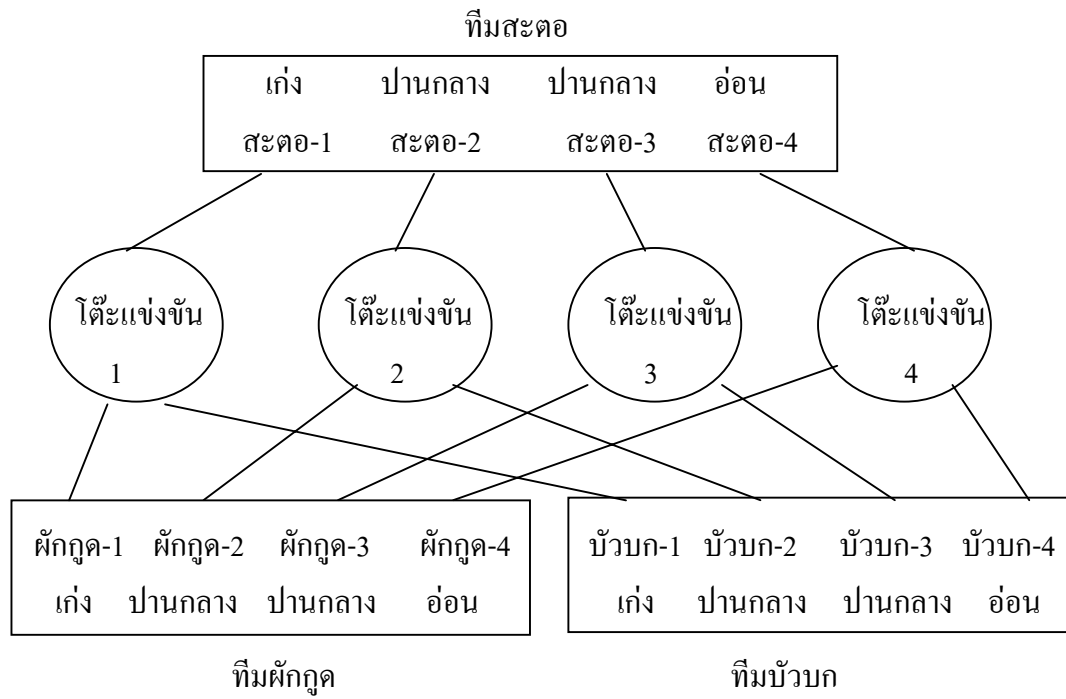 ทีมสะตอ
เก่ง ปานกลาง ปานกลาง อ่อน
สะตอ-1 สะตอ-2 สะตอ-3 สะตอ-4
โต๊ะแข่งขัน โต๊ะแข่งขัน โต๊ะแข่งขัน โต๊ะแข่งขัน
1 2 3 4
ผักกูด-1 ผักกูด-2 ผักกูด-3 ผักกูด-4 บัวบก-1 บัวบก-2 บัวบก-3 บัวบก-4
เก่ง ปานกลาง ปานกลาง อ่อน เก่ง ปานกลาง ปานกลาง อ่อน
ทีมผักกูด ทีมบัวบก